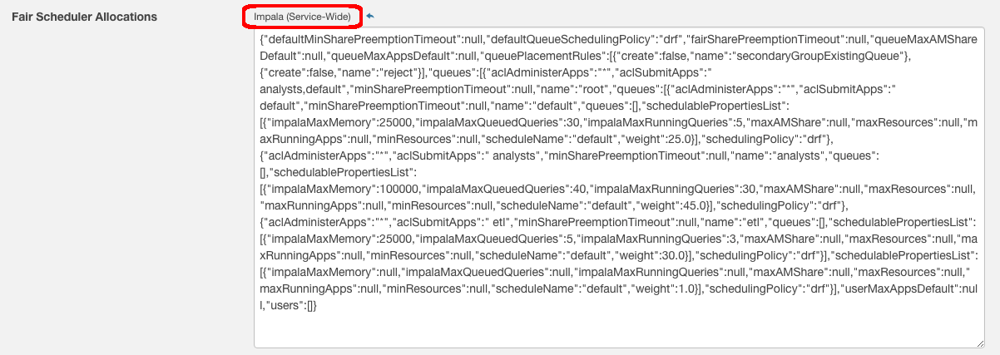 Fair Scheduler Allocations
Impala (Service-Wide)
{"defaultMinSharePreemptionTimeout":null,"defaultQueueSchedulingPolicy":"drf","fairSharePreemptionTimeout":null,"queueMaxAMShare
Default":null,"queueMaxAppsDefault":null,"queuePlacementRules":[{"create":false,"name":"secondaryGroupExistingQueue"},
{"create":false,"name":"reject"}],"queues":[{"aclAdministerApps":"*","aclSubmitApps":"
analysts,default","minSharePreemptionTimeout":null,"name":"root","queues":[{"aclAdministerApps":"*","aclSubmitApps":"
default","minSharePreemptionTimeout":null,"name":"default","queues":[],"schedulablePropertiesList":
[{"impalaMaxMemory":25000,"impalaMaxQueuedQueries":30,"impalaMaxRunningQueries":5,"maxAMShare":null,"maxResources":null,"m
axRunningApps":null,"minResources":null,"scheduleName":"default","weight":25.0}],"schedulingPolicy":"drf"},
{"aclAdministerApps":"*","aclSubmitApps":" analysts","minSharePreemptionTimeout":null,"name":"analysts","queues":
[],"schedulablePropertiesList":
[{"impalaMaxMemory":100000,"impalaMaxQueuedQueries":40,"impalaMaxRunningQueries":30,"maxAMShare":null,"maxResources":null,
"maxRunningApps":null,"minResources":null,"scheduleName":"default","weight":45.0}],"schedulingPolicy":"drf"},
{"aclAdministerApps":"*","aclSubmitApps":" etl","minSharePreemptionTimeout":null,"name":"etl","queues":[],"schedulablePropertiesList":
[{"impalaMaxMemory":25000,"impalaMaxQueuedQueries":5,"impalaMaxRunningQueries":3,"maxAMShare":null,"maxResources":null,"ma
xRunningApps":null,"minResources":null,"scheduleName":"default","weight":30.0}],"schedulingPolicy":"drf"}],"schedulablePropertiesList":
[{"impalaMaxMemory":null,"impalaMaxQueuedQueries":null,"impalaMaxRunningQueries":null,"maxAMShare":null,"maxResources":null,"
maxRunningApps":null,"minResources":null,"scheduleName":"default","weight":1.0}],"schedulingPolicy":"drf"}],"userMaxAppsDefault":nul
l,"users":[]}